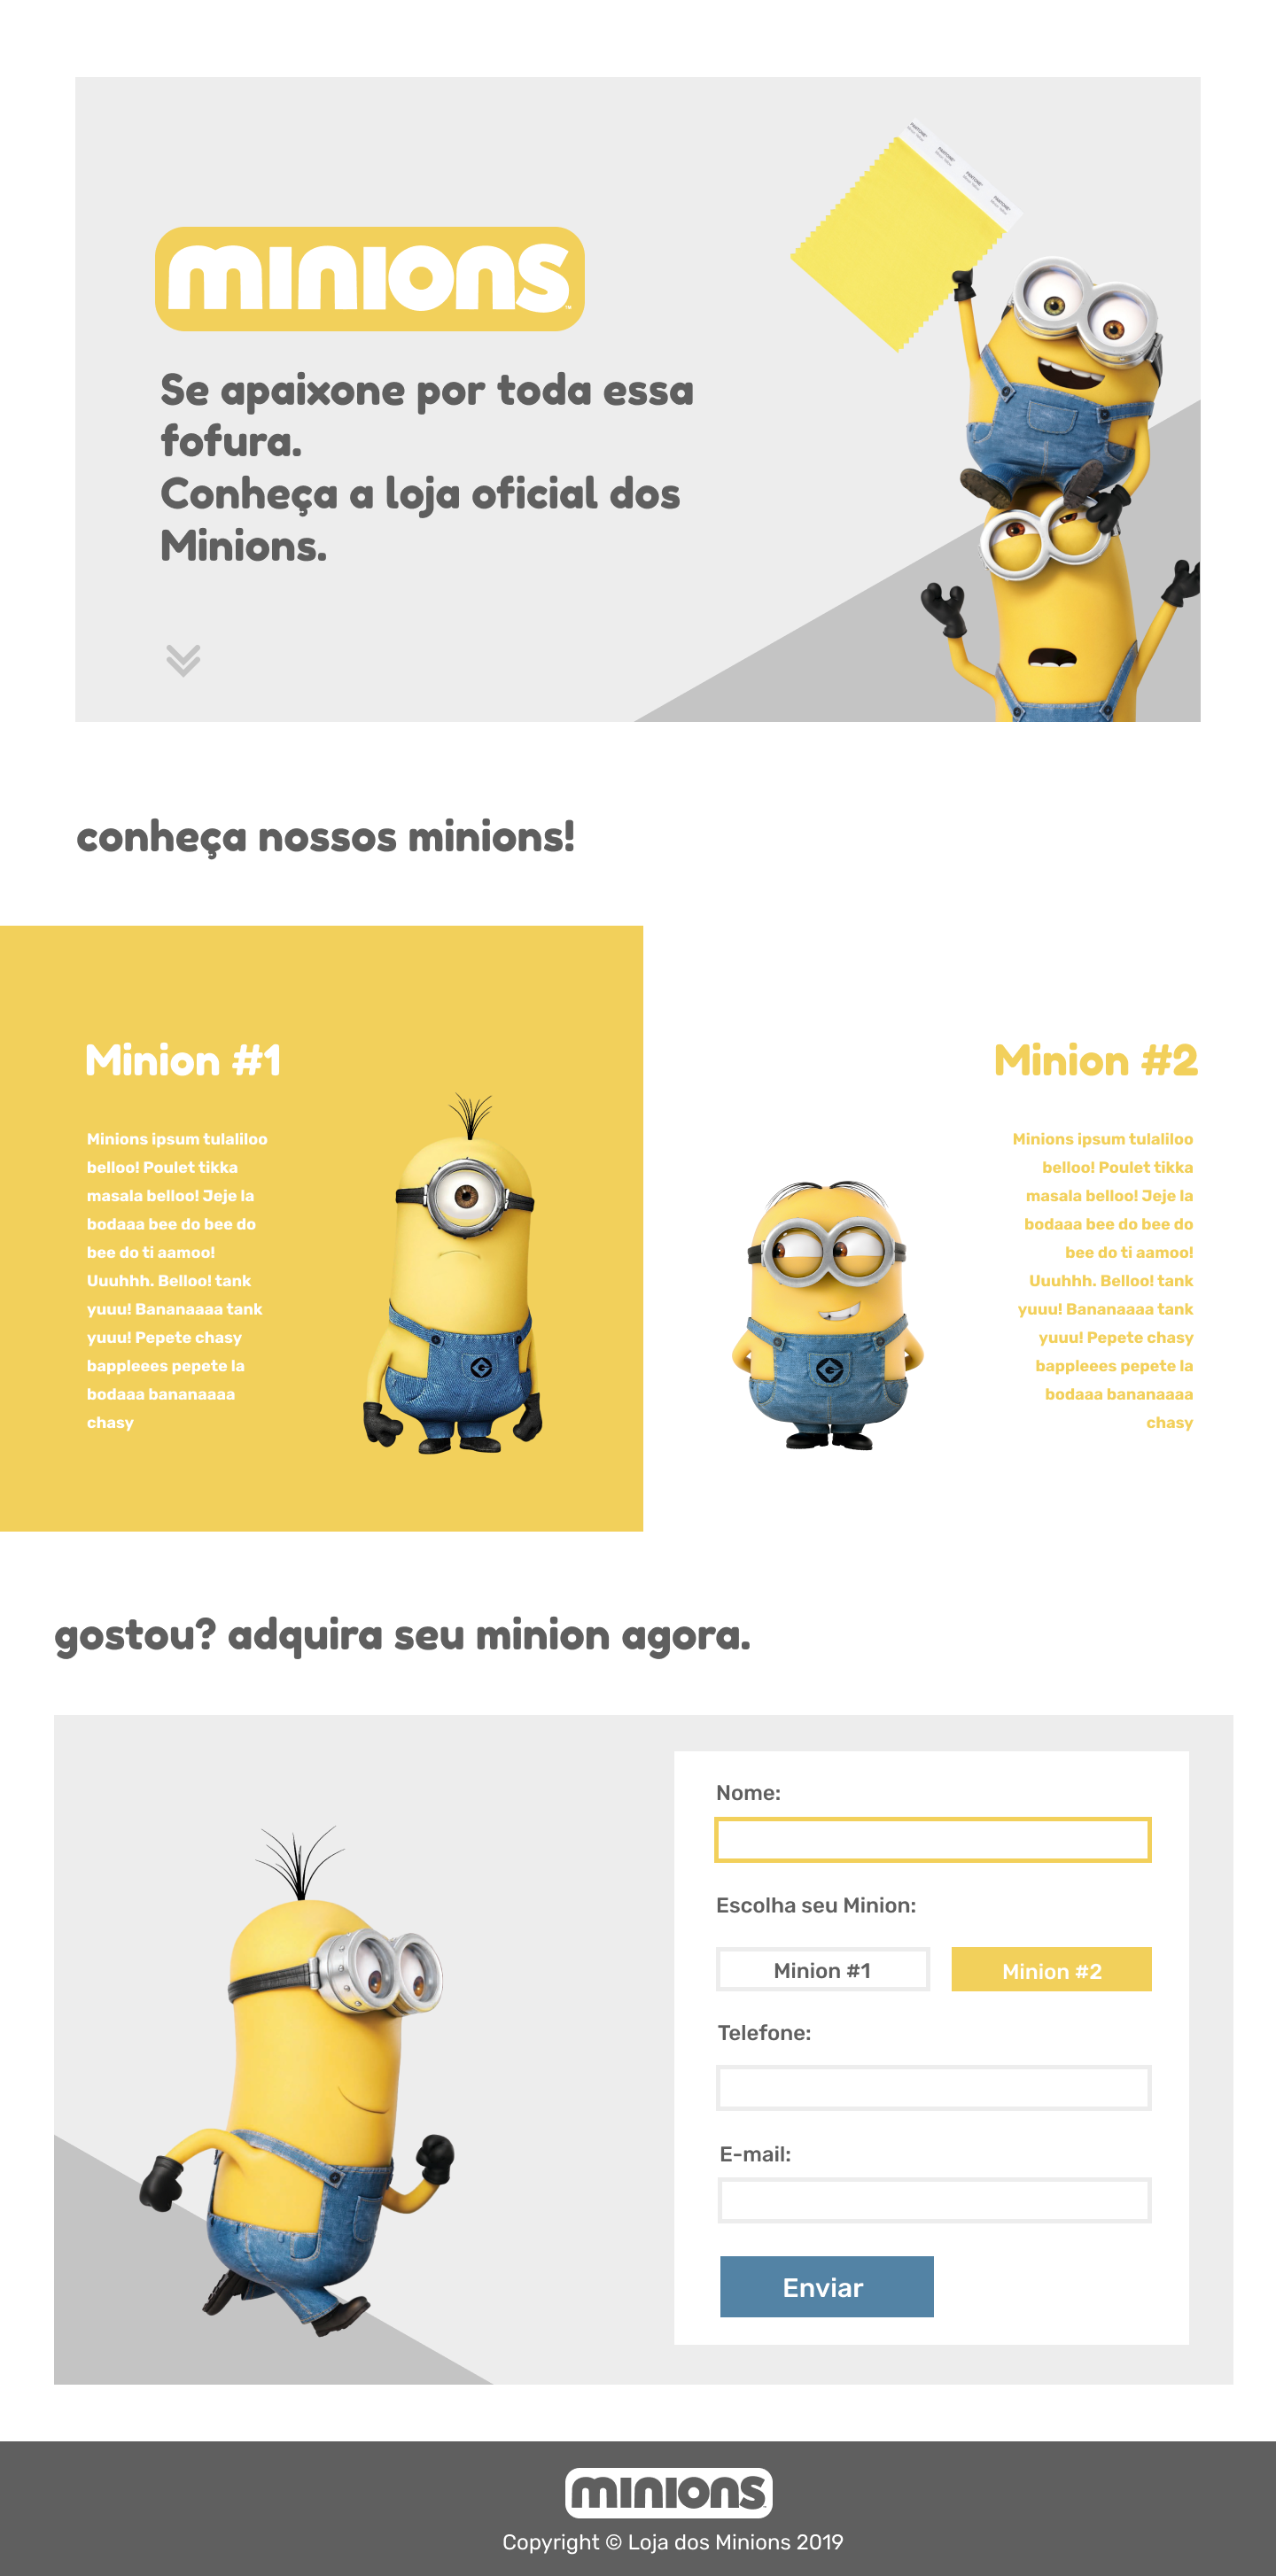 PANTONE®
PANTONE®
PANTONE®
PANTONE®
minions™
Se apaixone por toda essa
fofura.
Conheça a loja oficial dos
Minions.
conheça nossos minions!
Minion #1
Minions ipsum tulaliloo
belloo! Poulet tikka
masala belloo! Jeje la
bodaaa bee do bee do
bee do ti aamoo!
Uuuhhh. Belloo! tank
yuuu! Bananaaaa tank
yuuu! Pepete chasy
bappleees pepete la
bodaaa bananaaaa
chasy
Minion #2
Minions ipsum tulaliloo
belloo! Poulet tikka
masala belloo! Jeje la
bodaaa bee do bee do
bee do ti aamoo!
Uuuhhh. Belloo! tank
yuuu! Bananaaaa tank
yuuu! Pepete chasy
bappleees pepete la
bodaaa bananaaaa
chasy
gostou? adquira seu minion agora.
Nome:
Escolha seu Minion:
Minion #1
Minion #2
Telefone:
E-mail:
Enviar
minions
Copyright © Loja dos Minions 2019